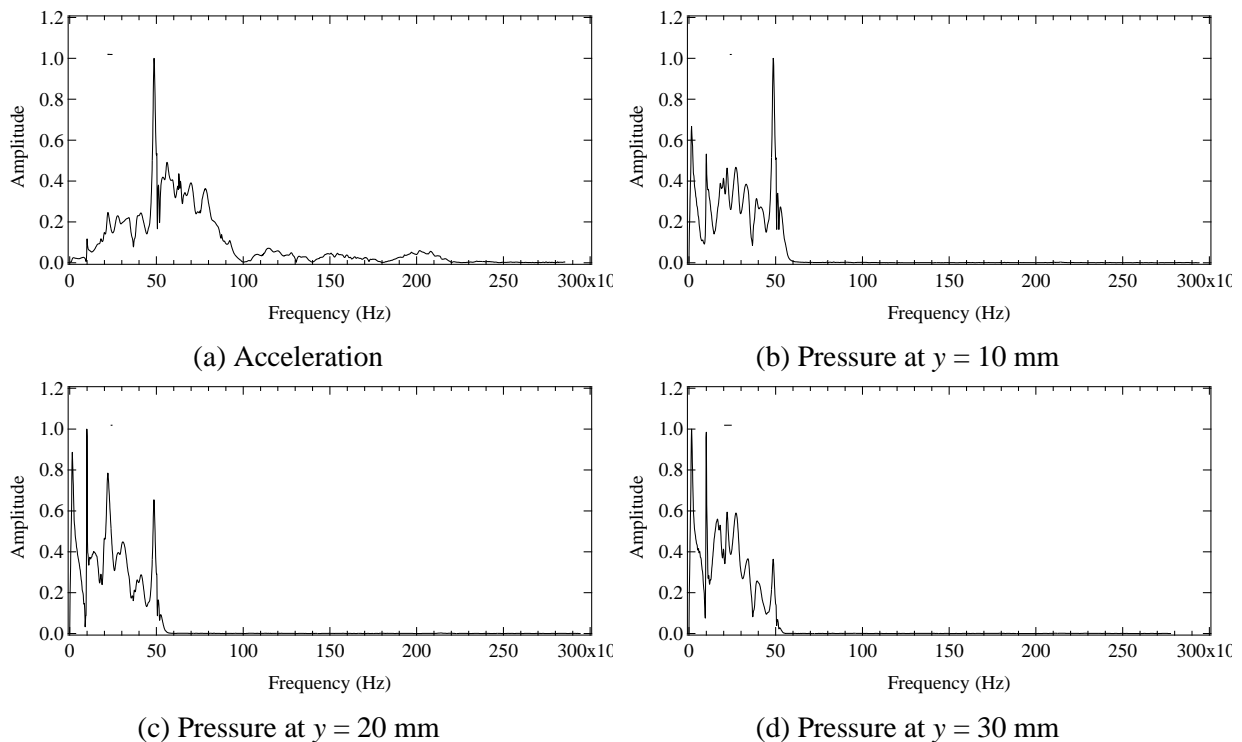 1.2
1.0
0.8
0.6
0.4
0.2
0.0
Amplitude
0 50 100 150 200 250 300x10
Frequency (Hz)
(a) Acceleration
1.2
1.0
0.8
0.6
0.4
0.2
0.0
Amplitude
0 50 100 150 200 250 300x10
Frequency (Hz)
(b) Pressure at y = 10 mm
1.2
1.0
0.8
0.6
0.4
0.2
0.0
Amplitude
0 50 100 150 200 250 300x10
Frequency (Hz)
(c) Pressure at y = 20 mm
1.2
1.0
0.8
0.6
0.4
0.2
0.0
Amplitude
0 50 100 150 200 250 300x10
Frequency (Hz)
(d) Pressure at y = 30 mm